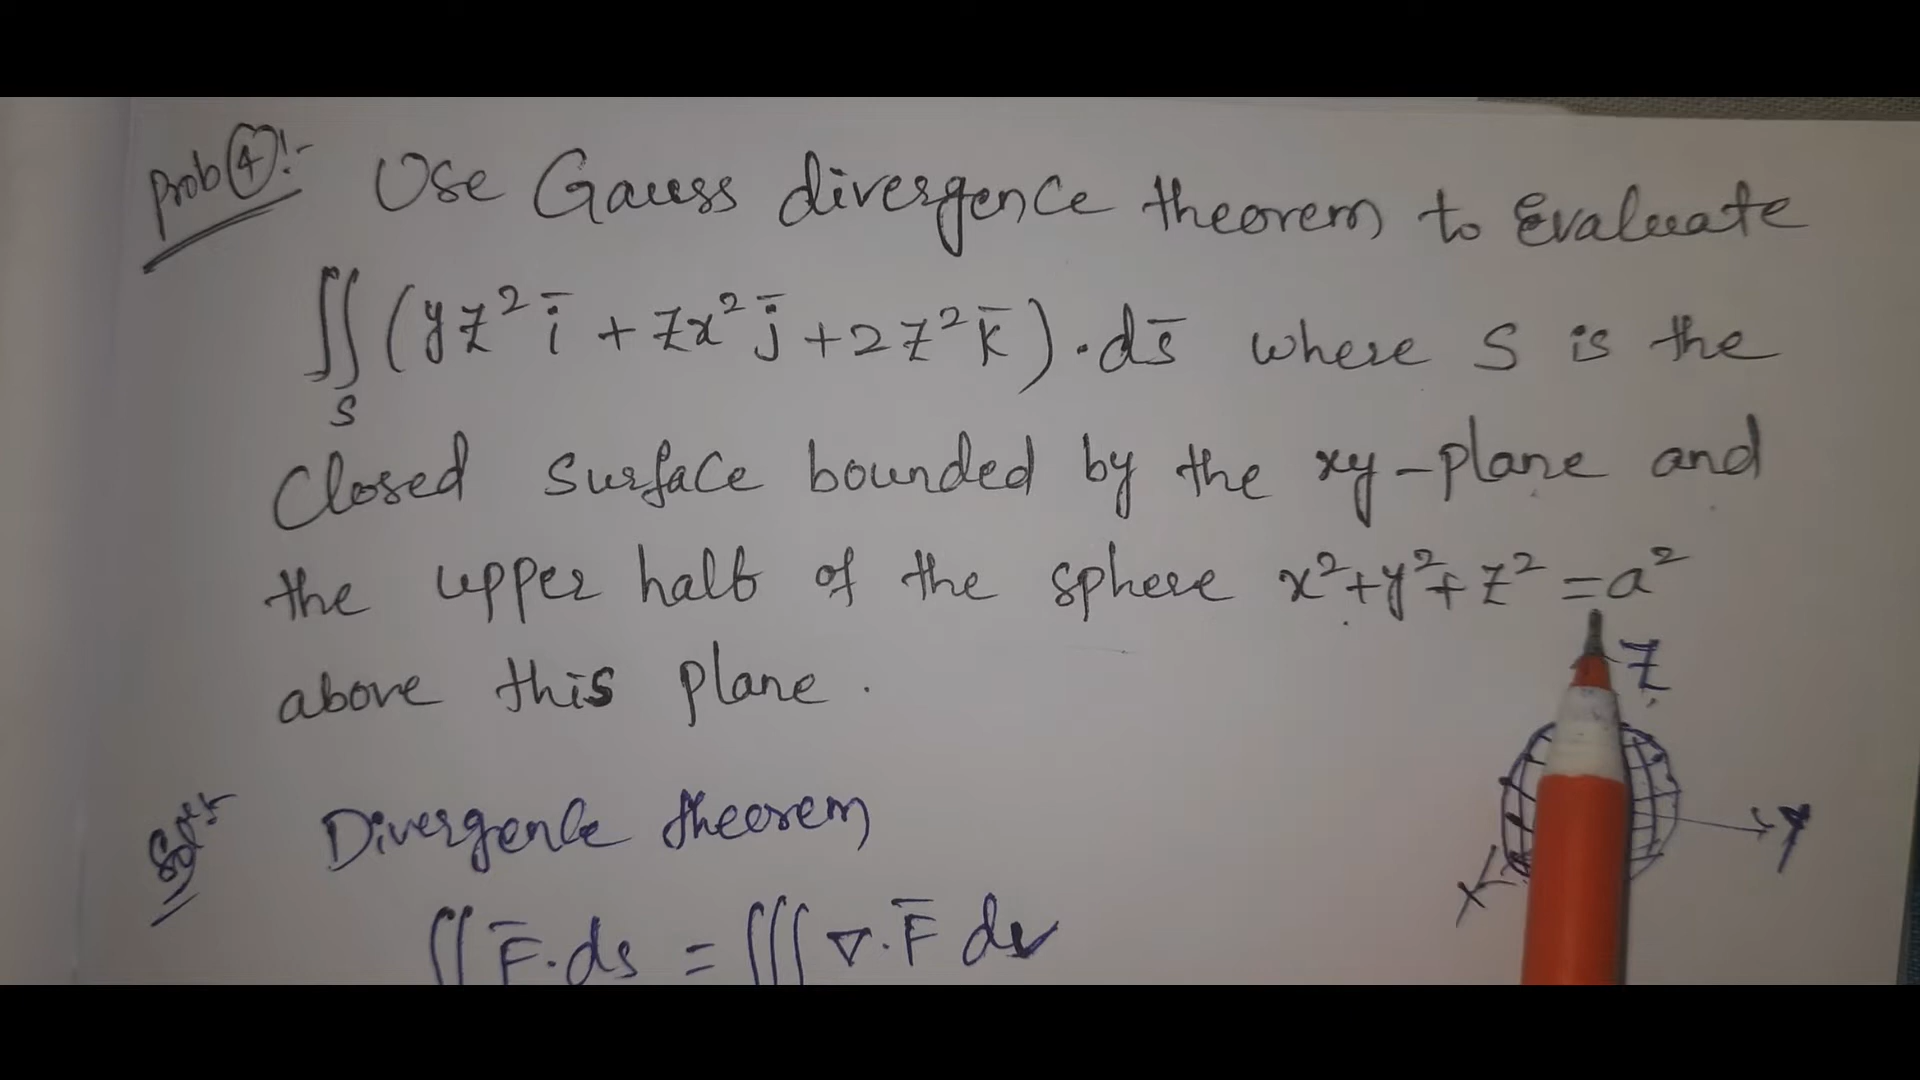 Prob ④:- Use Gauss divergence theorem to Evaluate
∬ₛ (yz² i̅ + zx² j̅ + 2z² k̅)·ds̅ where S is the
Closed surface bounded by the xy-plane and
the upper half of the sphere x²+y²+z² = a²
above this plane.
Z
Y
X
Sol:- Divergence theorem
∬ F̅·ds = ∭ ∇·F̅ dv